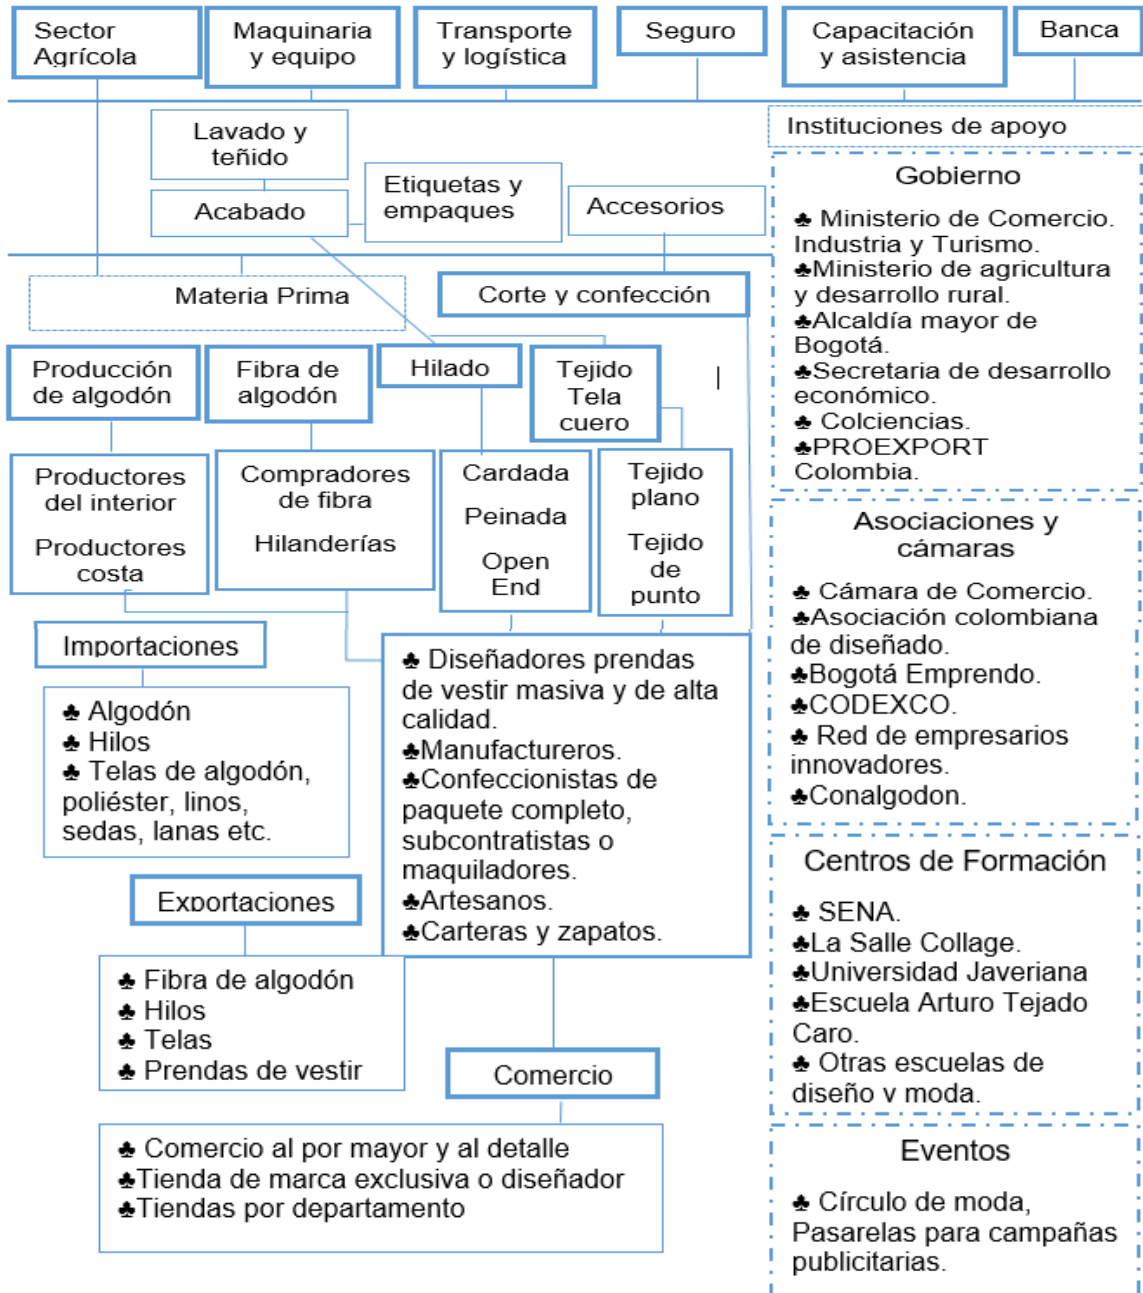 Sector
Agrícola
Maquinaria
y equipo
Transporte
y logística
Seguro
Capacitación
y asistencia
Banca
Lavado y
teñido
Acabado
Etiquetas y
empaques
Accesorios
Materia Prima
Corte y confección
Producción
de algodón
Fibra de
algodón
Hilado
Tejido
Tela
cuero
|
Productores
del interior
Productores
costa
Compradores
de fibra
Hilanderías
Cardada
Peinada
Open
End
Tejido
plano
Tejido
de
punto
Importaciones
♣ Algodón
♣ Hilos
♣ Telas de algodón,
poliéster, linos,
sedas, lanas etc.
♣ Diseñadores prendas
de vestir masiva y de alta
calidad.
♣Manufactureros.
♣Confeccionistas de
paquete completo,
subcontratistas o
maquiladores.
♣Artesanos.
♣Carteras y zapatos.
Exportaciones
♣ Fibra de algodón
♣ Hilos
♣ Telas
♣ Prendas de vestir
Comercio
♣ Comercio al por mayor y al detalle
♣Tienda de marca exclusiva o diseñador
♣Tiendas por departamento
Instituciones de apoyo
Gobierno
♣ Ministerio de Comercio.
Industria y Turismo.
♣Ministerio de agricultura
y desarrollo rural.
♣Alcaldía mayor de
Bogotá.
♣Secretaria de desarrollo
económico.
♣ Colciencias.
♣PROEXPORT
Colombia.
Asociaciones y
cámaras
♣ Cámara de Comercio.
♣Asociación colombiana
de diseñado.
♣Bogotá Emprendo.
♣CODEXCO.
♣ Red de empresarios
innovadores.
♣Conalgodon.
Centros de Formación
♣ SENA.
♣La Salle Collage.
♣Universidad Javeriana
♣Escuela Arturo Tejado
Caro.
♣ Otras escuelas de
diseño y moda.
Eventos
♣ Círculo de moda,
Pasarelas para campañas
publicitarias.